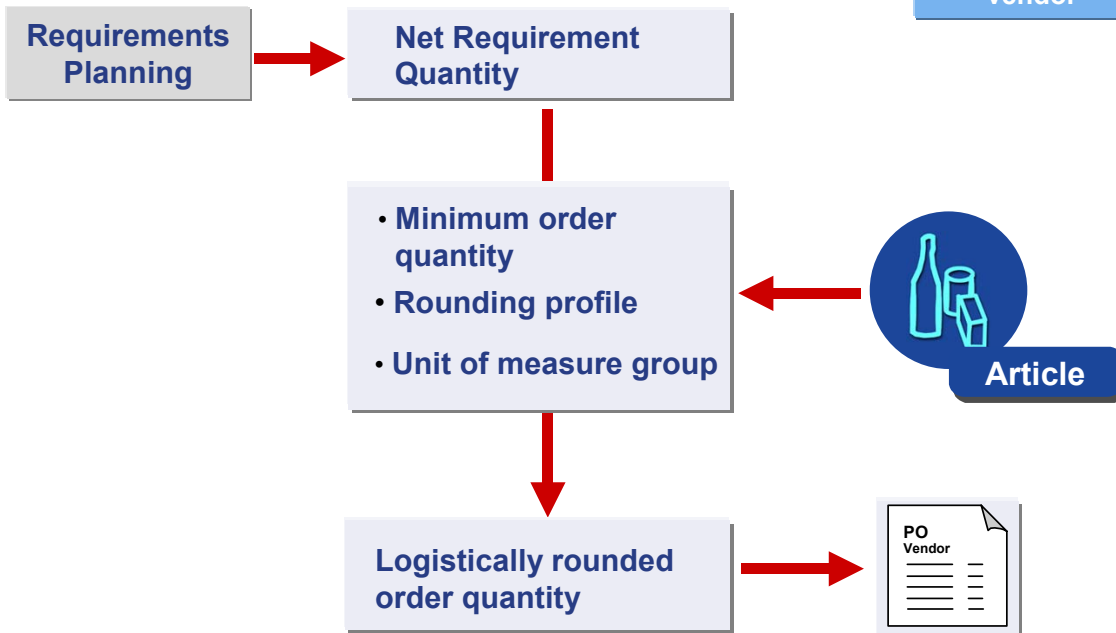 vendor
Requirements
Planning
Net Requirement
Quantity
• Minimum order
quantity
• Rounding profile
• Unit of measure group
Article
Logistically rounded
order quantity
PO
Vendor